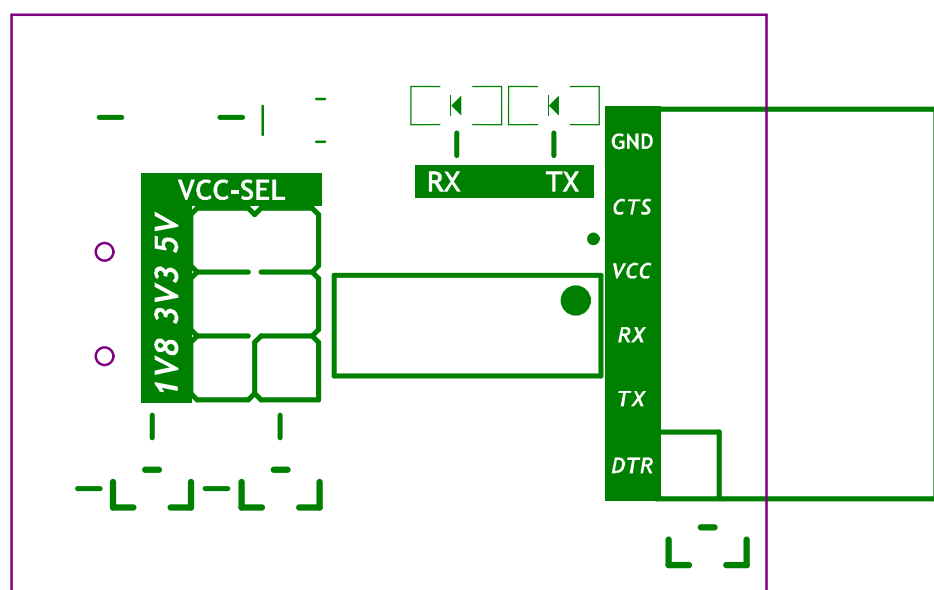 RX TX
VCC-SEL
1V8 3V3 5V
GND
CTS
VCC
RX
TX
DTR